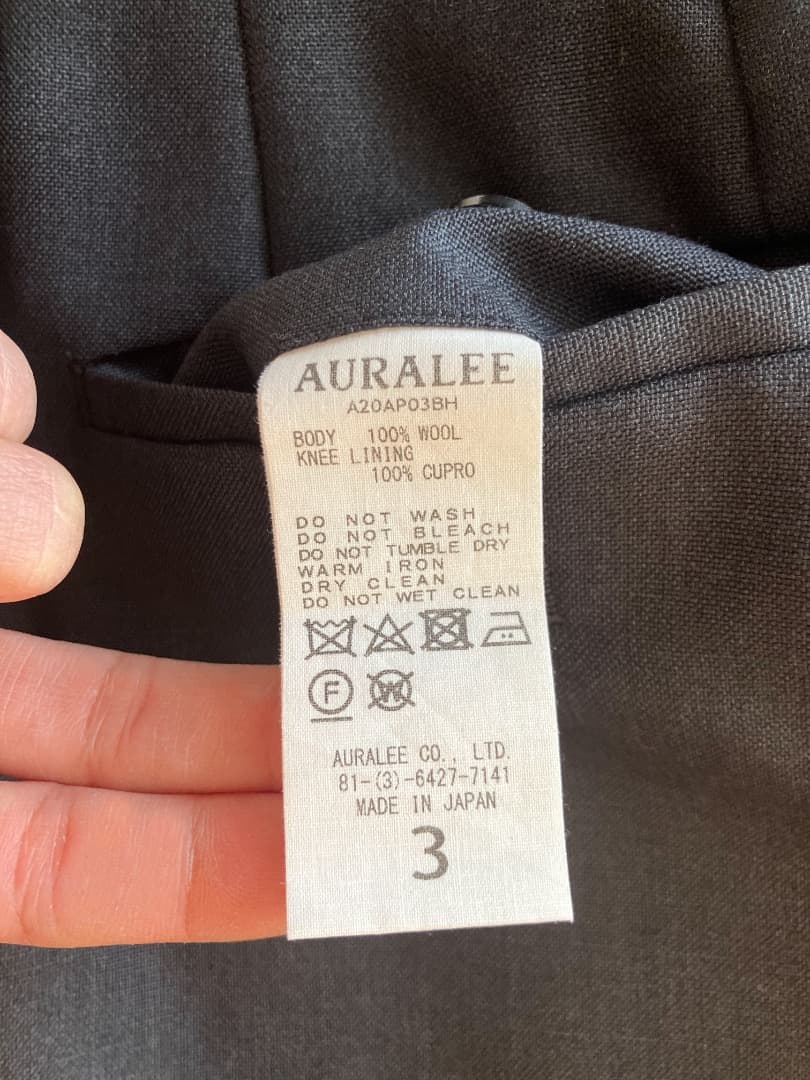 AURALEE
A20AP03BH
BODY 100% WOOL
KNEE LINING
100% CUPRO
DO NOT WASH
DO NOT BLEACH
DO NOT TUMBLE DRY
WARM IRON
DRY CLEAN
DO NOT WET CLEAN
F W
AURALEE CO., LTD.
81-(3)-6427-7141
MADE IN JAPAN
3